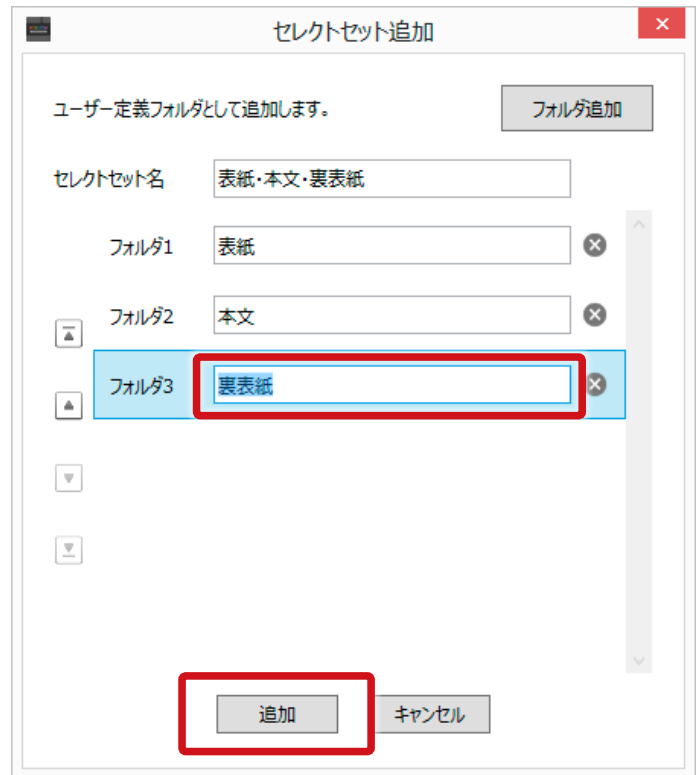 セレクトセット追加
ユーザー定義フォルダとして追加します。
フォルダ追加
セレクトセット名 表紙・本文・裏表紙
フォルダ1 表紙
フォルダ2 本文
フォルダ3 裏表紙
追加 キャンセル